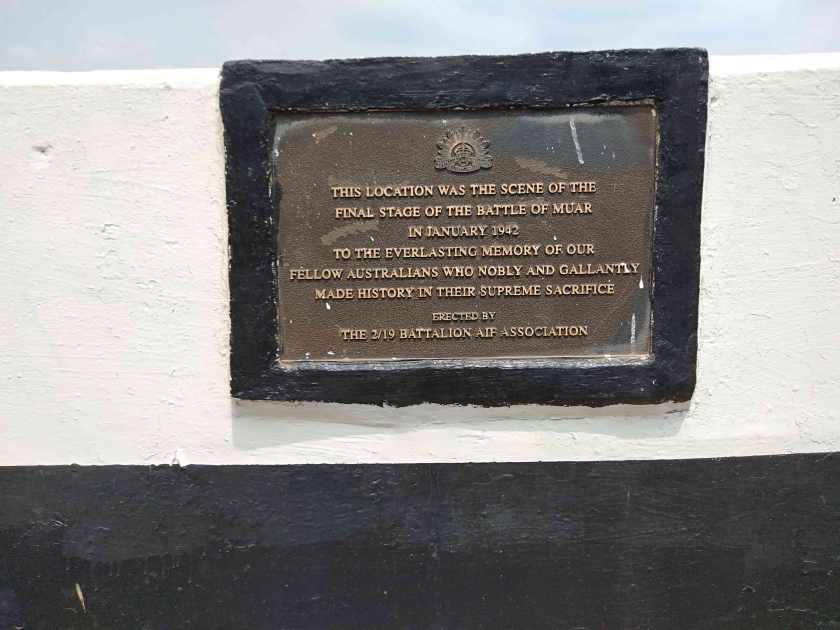 THIS LOCATION WAS THE SCENE OF THE
FINAL STAGE OF THE BATTLE OF MUAR
IN JANUARY 1942
TO THE EVERLASTING MEMORY OF OUR
FELLOW AUSTRALIANS WHO NOBLY AND GALLANTLY
MADE HISTORY IN THEIR SUPREME SACRIFICE
ERECTED BY
THE 2/19 BATTALION AIF ASSOCIATION